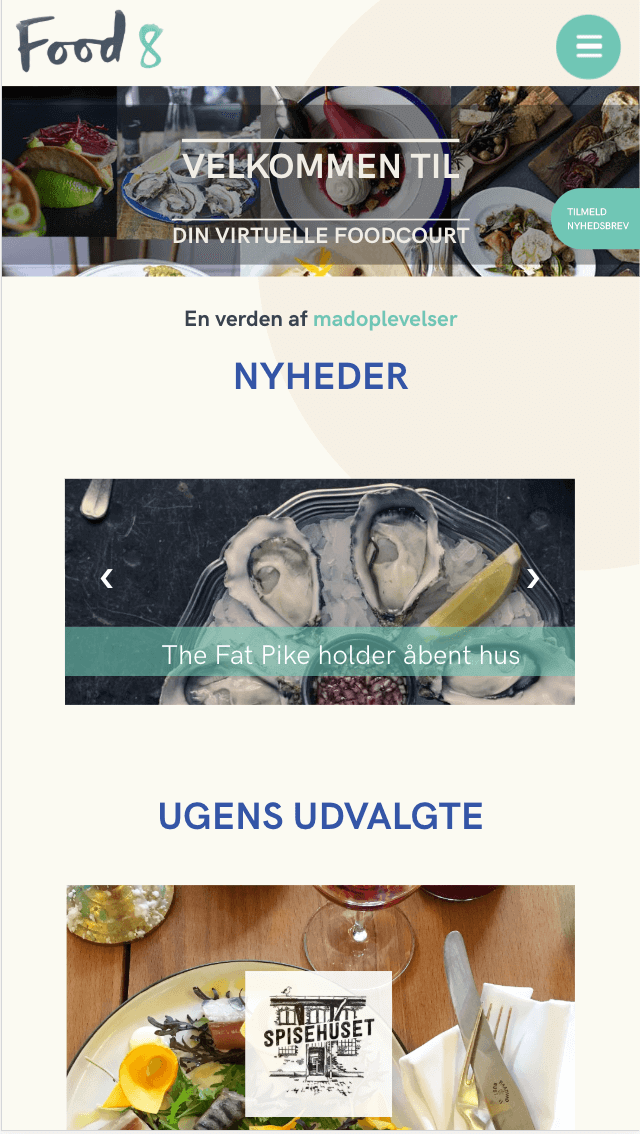 Food 8
VELKOMMEN TIL
DIN VIRTUELLE FOODCOURT
TILMELD
NYHEDSBREV
En verden af madoplevelser
NYHEDER
The Fat Pike holder åbent hus
UGENS UDVALGTE
SPISEHUSET